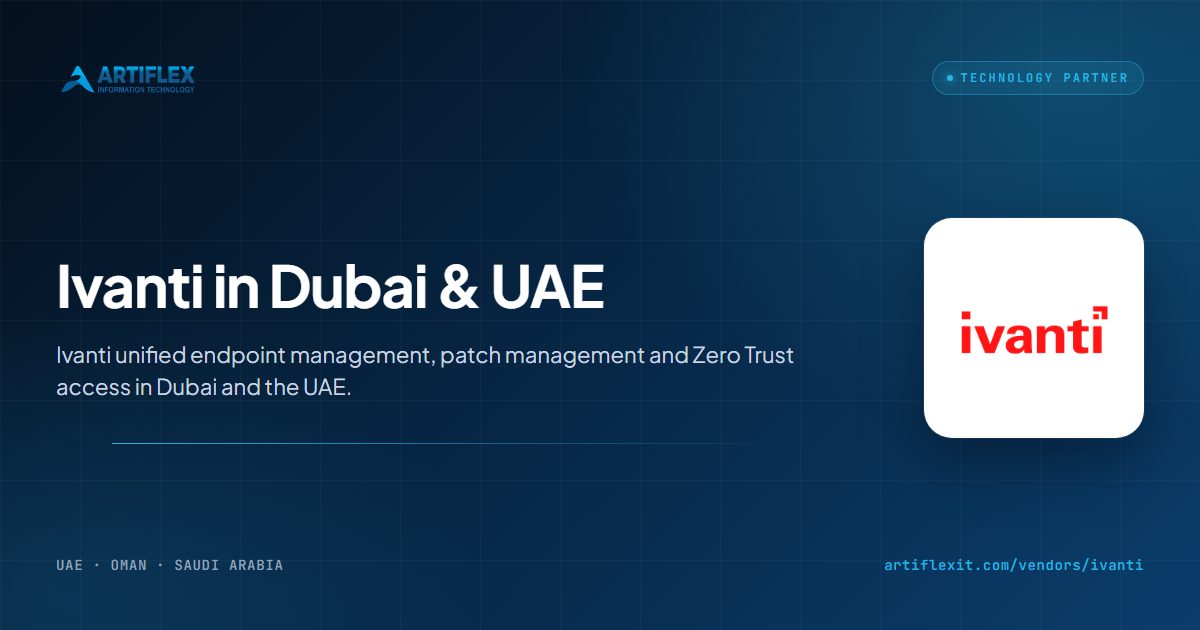 ARTIFLEX
INFORMATION TECHNOLOGY
TECHNOLOGY PARTNER
Ivanti in Dubai & UAE
Ivanti unified endpoint management, patch management and Zero Trust
access in Dubai and the UAE.
ivanti
UAE · OMAN · SAUDI ARABIA
artiflexit.com/vendors/ivanti